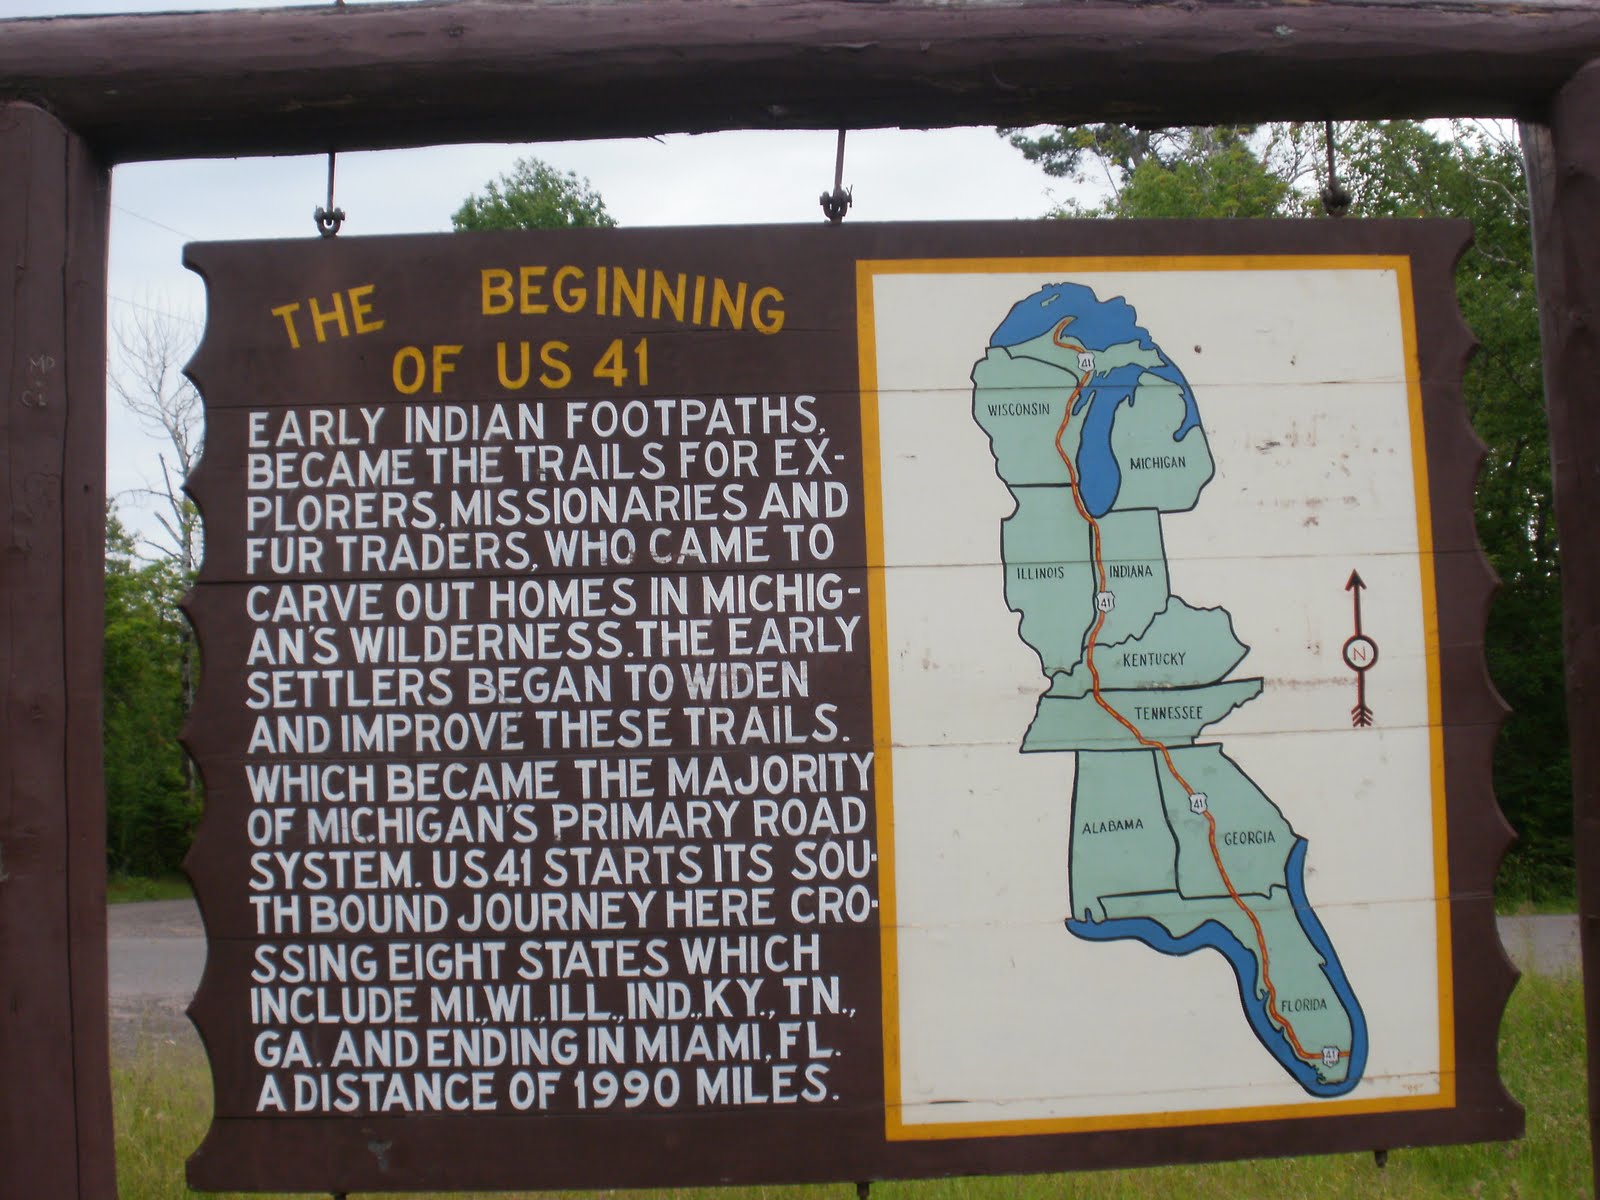 THE BEGINNING
OF US 41
EARLY INDIAN FOOTPATHS,
BECAME THE TRAILS FOR EX-
PLORERS, MISSIONARIES AND
FUR TRADERS, WHO CAME TO
CARVE OUT HOMES IN MICHIG-
AN'S WILDERNESS. THE EARLY
SETTLERS BEGAN TO WIDEN
AND IMPROVE THESE TRAILS.
WHICH BECAME THE MAJORITY
OF MICHIGAN'S PRIMARY ROAD
SYSTEM. US 41 STARTS ITS SOU-
TH BOUND JOURNEY HERE CRO-
SSING EIGHT STATES WHICH
INCLUDE MI., WI., ILL., IND., KY., TN.,
GA. AND ENDING IN MIAMI, FL.
A DISTANCE OF 1990 MILES.
41
WISCONSIN
MICHIGAN
ILLINOIS
INDIANA
41
KENTUCKY
N
TENNESSEE
41
ALABAMA
GEORGIA
FLORIDA
41